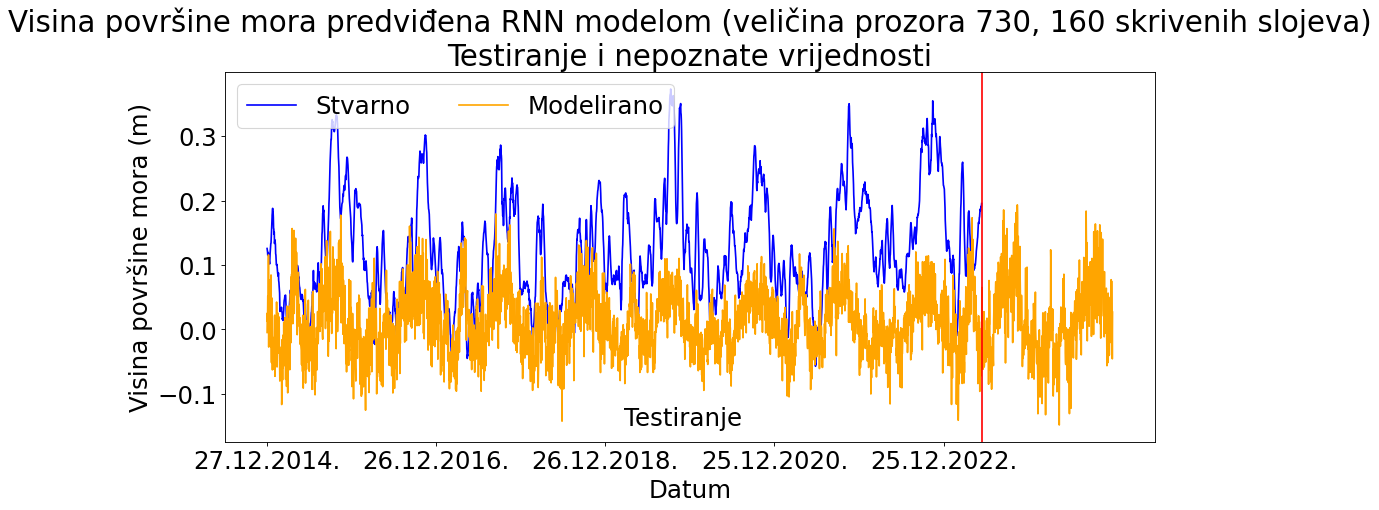 Visina površine mora predviđena RNN modelom (veličina prozora 730, 160 skrivenih slojeva)
Testiranje i nepoznate vrijednosti
Stvarno Modelirano
Visina površine mora (m)
0.3
0.2
0.1
0.0
−0.1
Testiranje
27.12.2014. 26.12.2016. 26.12.2018. 25.12.2020. 25.12.2022.
Datum